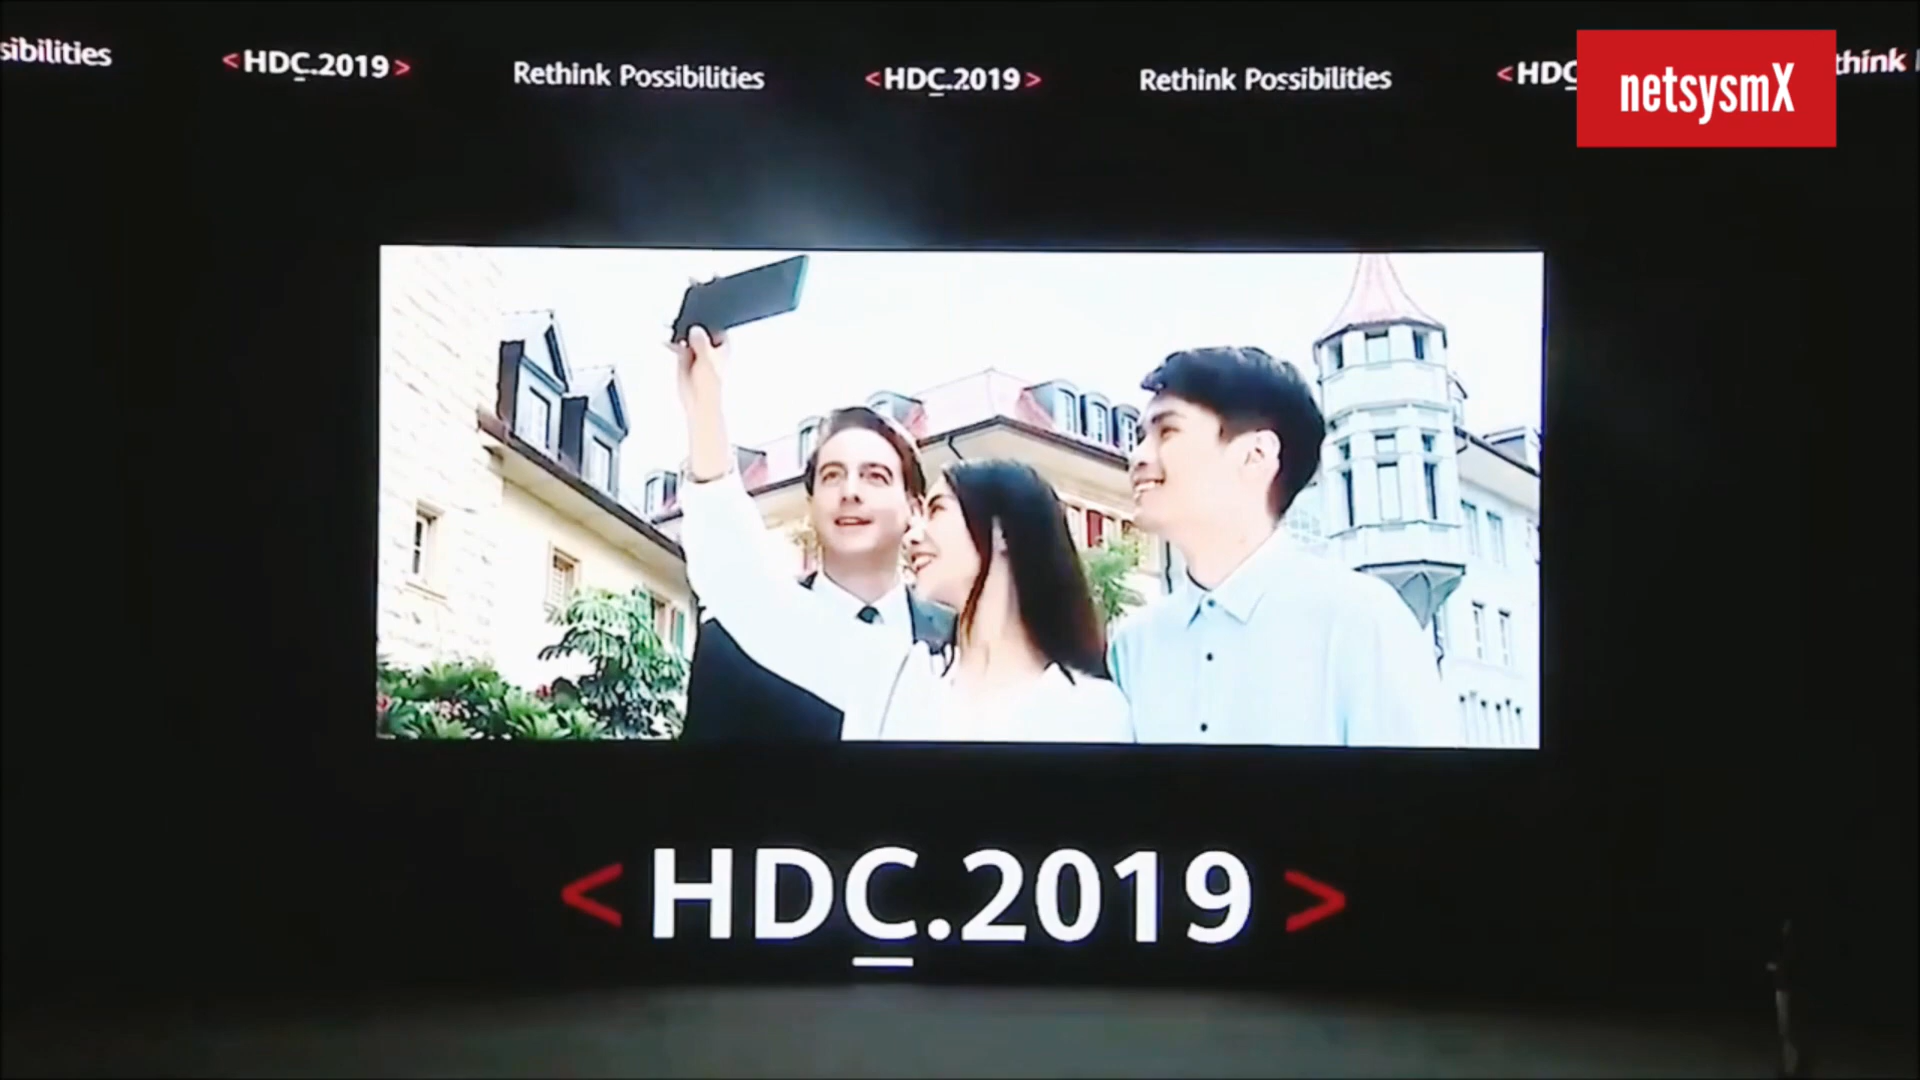 sibilities <HDC.2019> Rethink Possibilities <HDC.2019> Rethink Possibilities <HDC think
netsysmX
<HDC.2019>